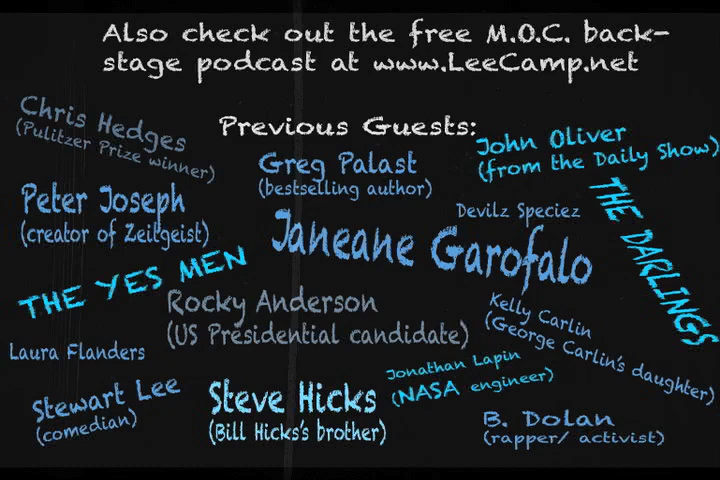 Also check out the free M.O.C. back-
stage podcast at www.LeeCamp.net
Previous Guests:
Chris Hedges
(Pulitzer Prize winner)
Greg Palast
(bestselling author)
John Oliver
(from the Daily Show)
Peter Joseph
(creator of Zeitgeist)
Devilz Speciez
Janeane Garofalo
THE DARLINGS
THE YES MEN
Rocky Anderson
(US Presidential candidate)
Kelly Carlin
(George Carlin's daughter)
Laura Flanders
Jonathan Lapin
(NASA engineer)
Stewart Lee
(comedian)
Steve Hicks
(Bill Hicks's brother)
B. Dolan
(rapper/ activist)